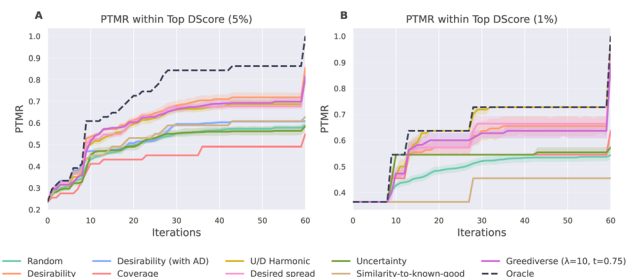 A PTMR within Top DScore (5%)
1.0
0.9
0.8
0.7
0.6
0.5
0.4
0.3
0.2
PTMR
0 10 20 30 40 50 60
Iterations
B PTMR within Top DScore (1%)
1.0
0.9
0.8
0.7
0.6
0.5
0.4
PTMR
0 10 20 30 40 50 60
Iterations
Random Desirability (with AD) U/D Harmonic Uncertainty Greediverse (λ=10, t=0.75)
Desirability Coverage Desired spread Similarity-to-known-good Oracle